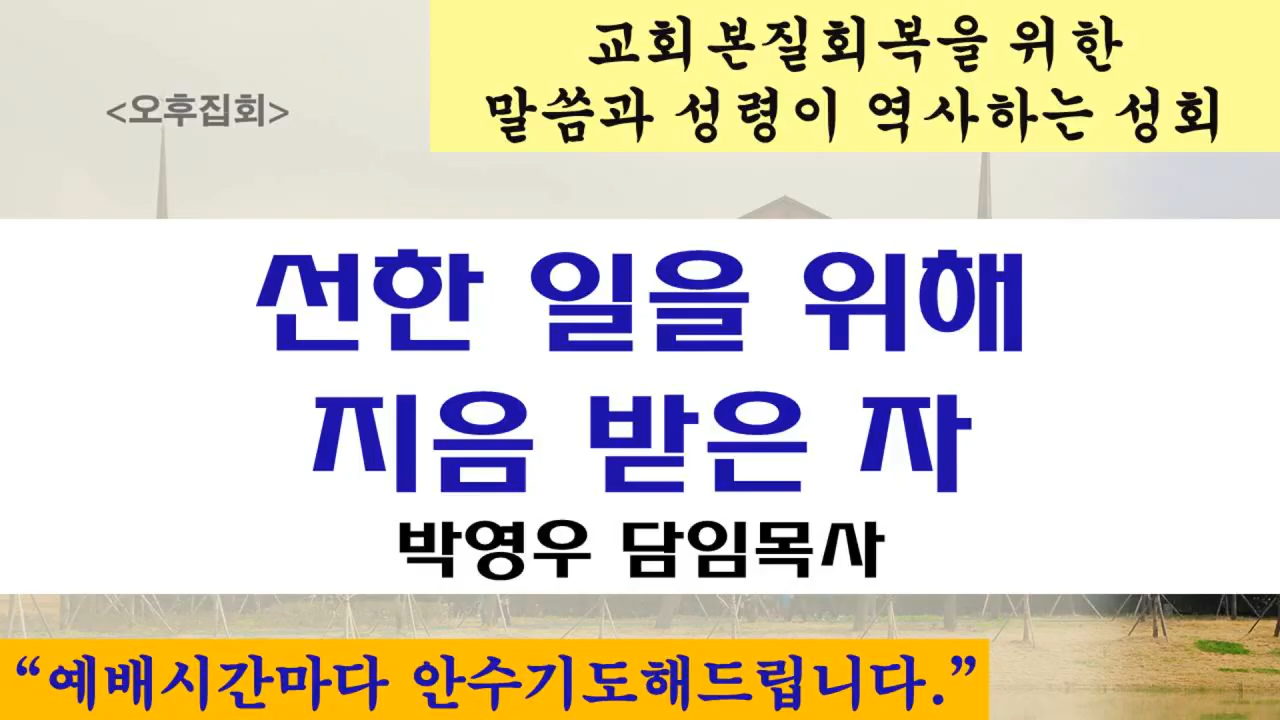 교회본질회복을 위한
말씀과 성령이 역사하는 성회
<오후집회>
선한 일을 위해
지음 받은 자
박영우 담임목사
“예배시간마다 안수기도해드립니다.”